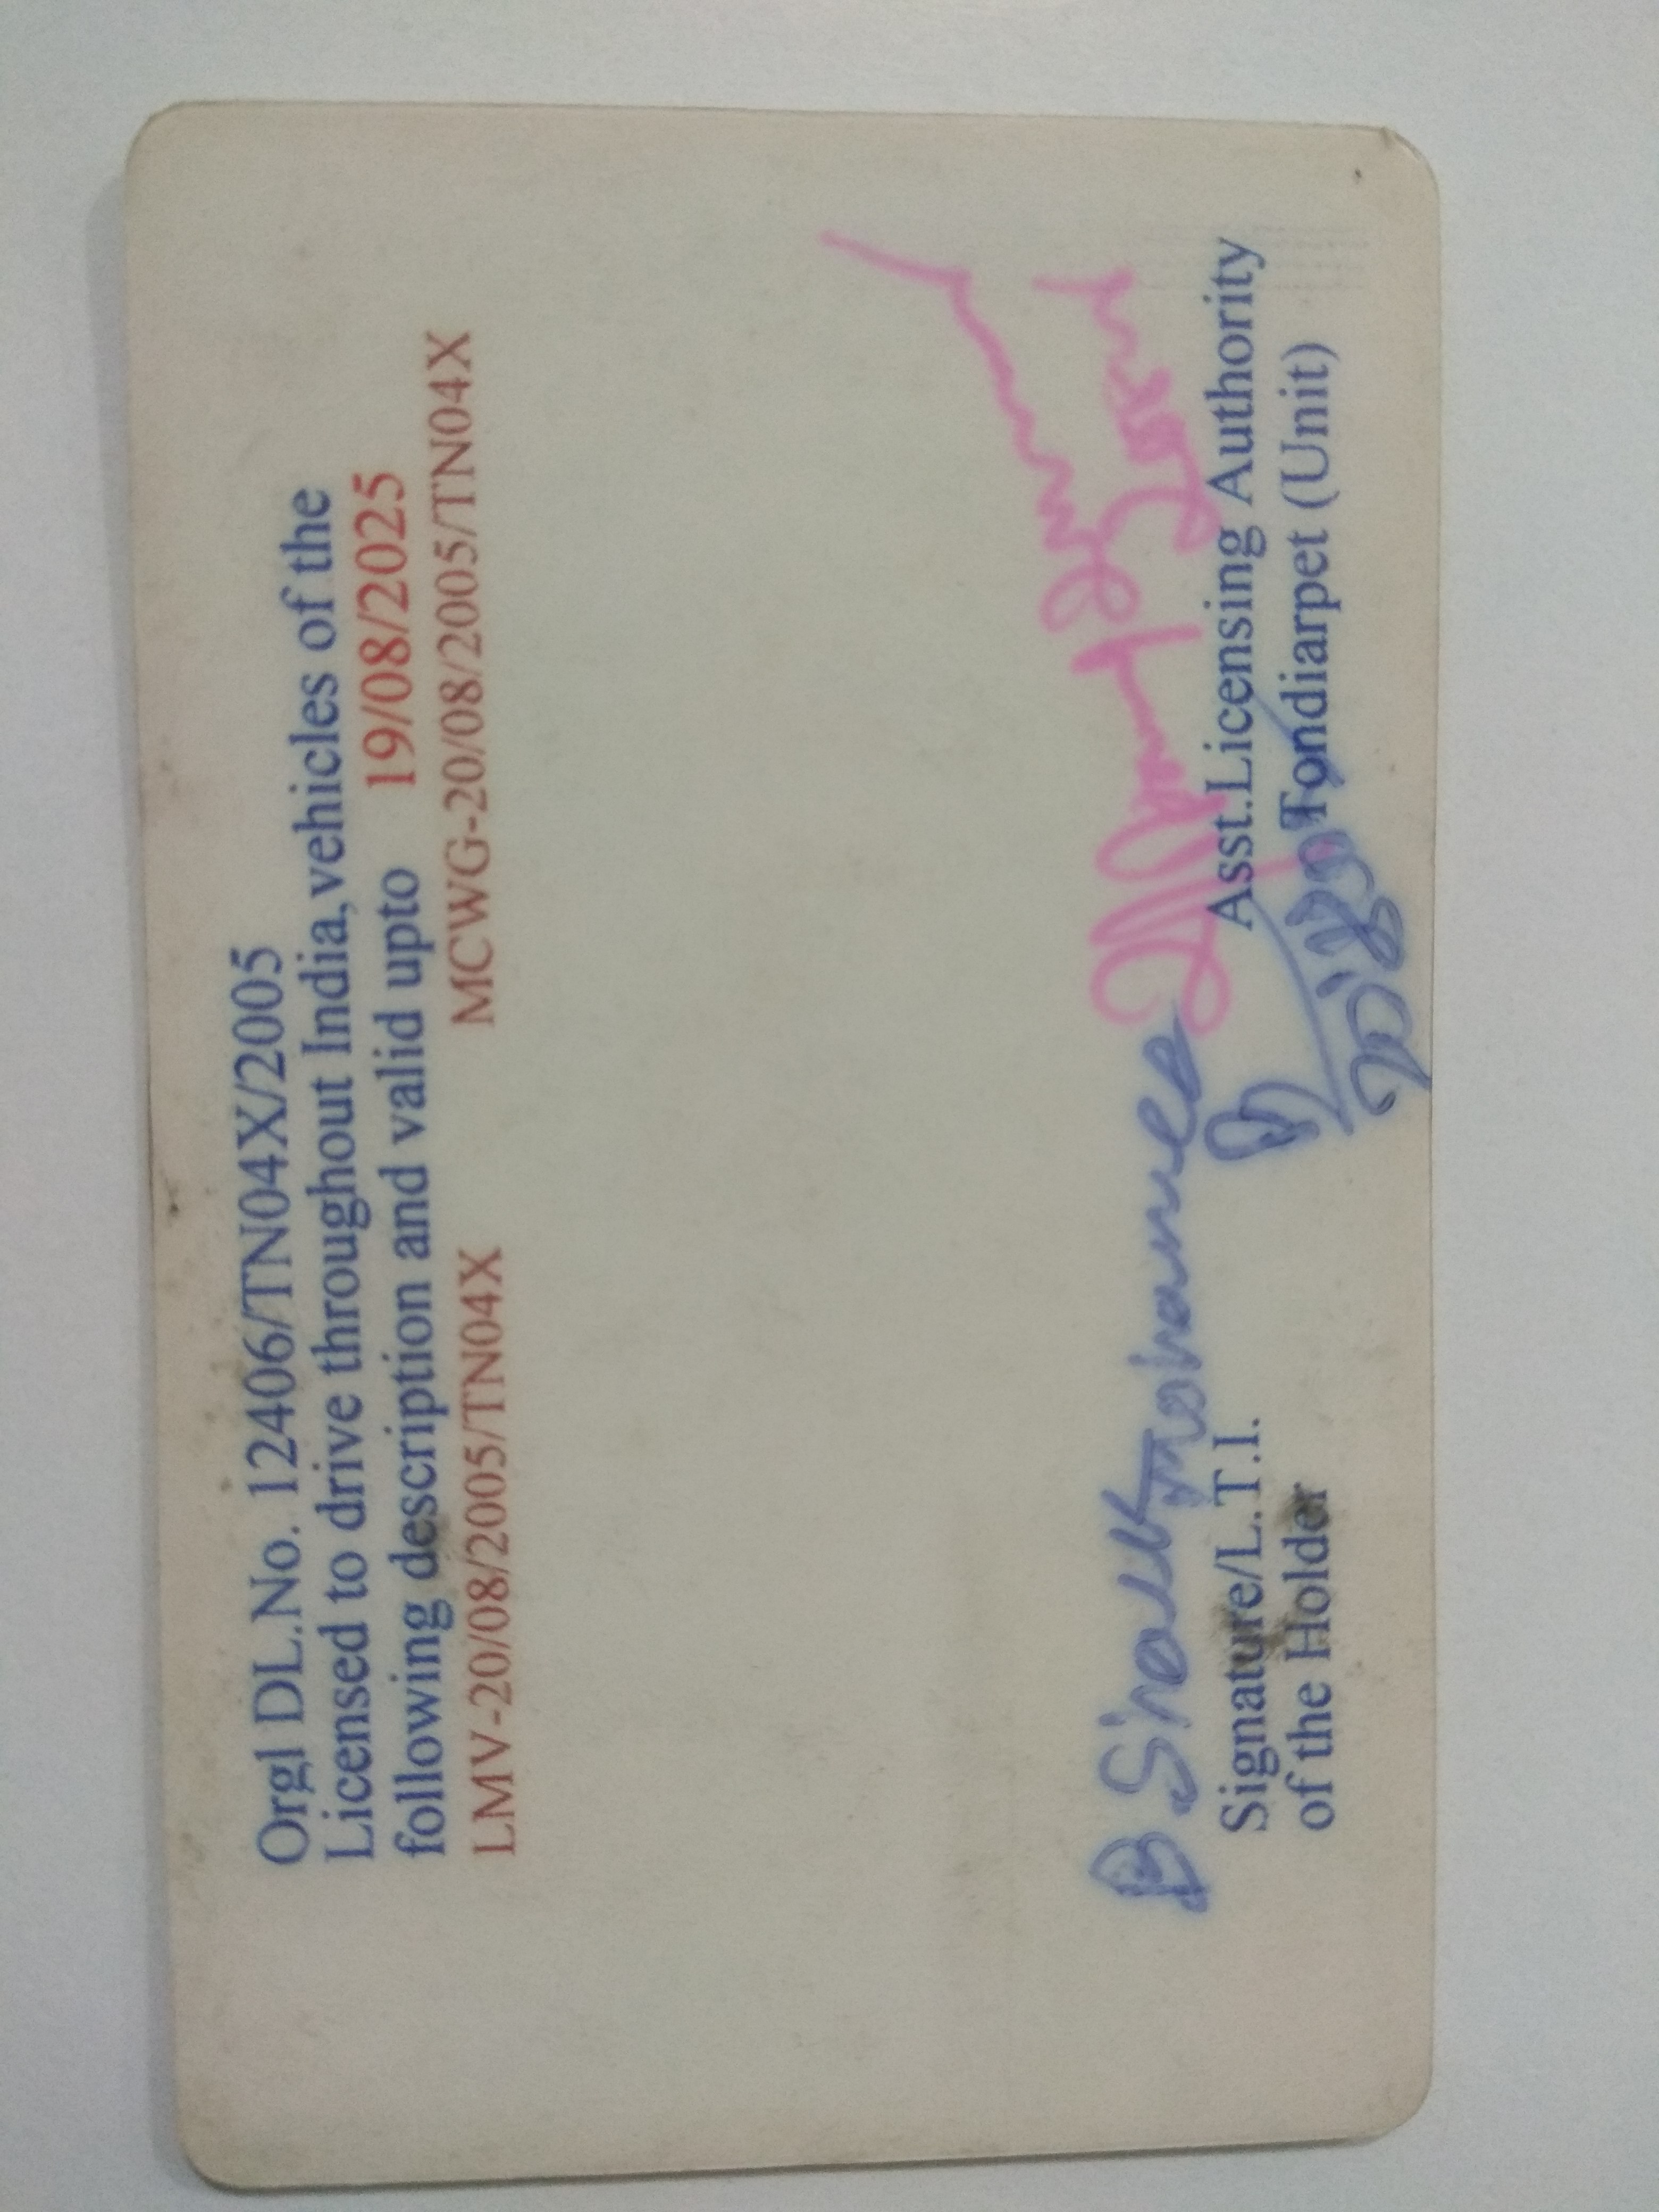 Orgl DL.No. 12406/TN04X/2005
Licensed to drive throughout India,vehicles of the
following description and valid upto 19/08/2025
LMV-20/08/2005/TN04X MCWG-20/08/2005/TN04X
B
Signature/L.T.I. Asst.Licensing Authority
of the Holder Tondiarpet (Unit)